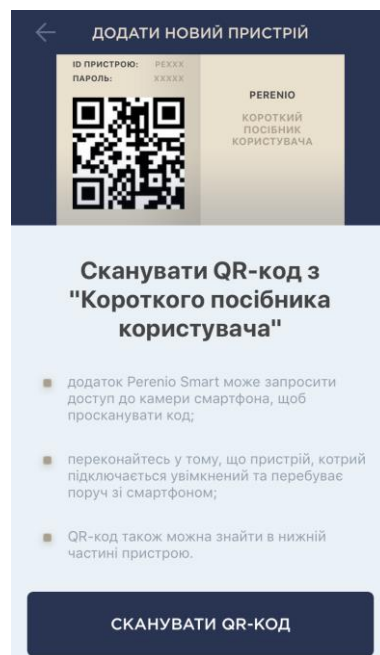 ДОДАТИ НОВИЙ ПРИСТРІЙ
ID ПРИСТРОЮ: PEXXX
ПАРОЛЬ: XXXXX
PERENIO
КОРОТКИЙ
ПОСІБНИК
КОРИСТУВАЧА
Сканувати QR-код з
"Короткого посібника
користувача"
додаток Perenio Smart може запросити
доступ до камери смартфона, щоб
просканувати код;
переконайтесь у тому, що пристрій, котрий
підключається увімкнений та перебуває
поруч зі смартфоном;
QR-код також можна знайти в нижній
частині пристрою.
СКАНУВАТИ QR-КОД